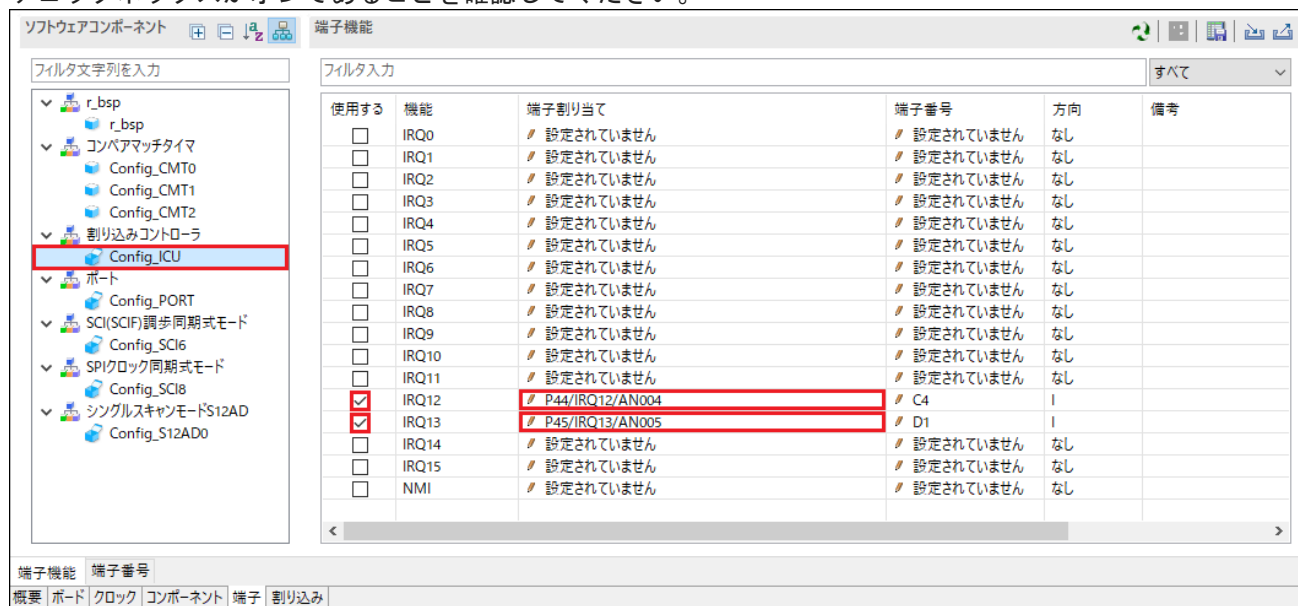 チェックボックスがオンであることを確認してください。
ソフトウェアコンポーネント
端子機能
フィルタ文字列を入力
フィルタ入力
すべて
r_bsp
r_bsp
コンペアマッチタイマ
Config_CMT0
Config_CMT1
Config_CMT2
割り込みコントローラ
Config_ICU
ポート
Config_PORT
SCI(SCIF)調歩同期式モード
Config_SCI6
SPIクロック同期式モード
Config_SCI8
シングルスキャンモードS12AD
Config_S12AD0
使用する 機能 端子割り当て 端子番号 方向 備考
IRQ0 設定されていません 設定されていません なし
IRQ1 設定されていません 設定されていません なし
IRQ2 設定されていません 設定されていません なし
IRQ3 設定されていません 設定されていません なし
IRQ4 設定されていません 設定されていません なし
IRQ5 設定されていません 設定されていません なし
IRQ6 設定されていません 設定されていません なし
IRQ7 設定されていません 設定されていません なし
IRQ8 設定されていません 設定されていません なし
IRQ9 設定されていません 設定されていません なし
IRQ10 設定されていません 設定されていません なし
IRQ11 設定されていません 設定されていません なし
IRQ12 P44/IRQ12/AN004 C4 I
IRQ13 P45/IRQ13/AN005 D1 I
IRQ14 設定されていません 設定されていません なし
IRQ15 設定されていません 設定されていません なし
NMI 設定されていません 設定されていません なし
端子機能 端子番号
概要 ボード クロック コンポーネント 端子 割り込み